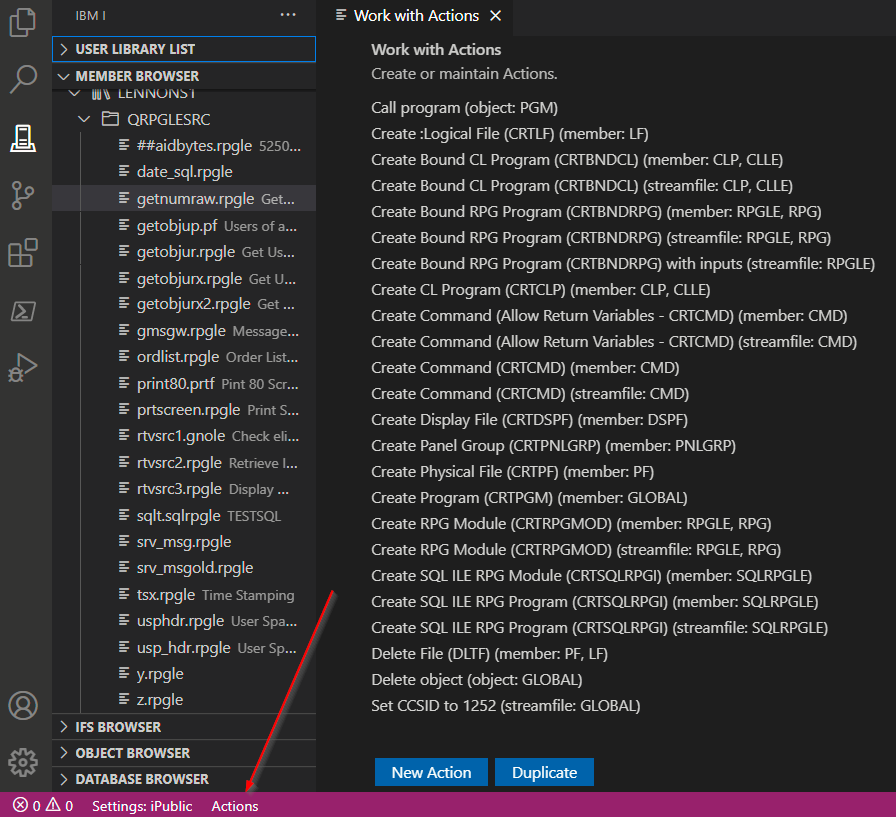 IBM I
···
USER LIBRARY LIST
MEMBER BROWSER
LENNONS1
QRPGLESRC
##aidbytes.rpgle 5250...
date_sql.rpgle
getnumraw.rpgle Get...
getobjup.pf Users of a...
getobjur.rpgle Get Us...
getobjurx.rpgle Get U...
getobjurx2.rpgle Get ...
gmsgw.rpgle Message...
ordlist.rpgle Order List...
print80.prtf Pint 80 Scr...
prtscreen.rpgle Print S...
rtvsrc1.gnole Check eli...
rtvsrc2.rpgle Retrieve I...
rtvsrc3.rpgle Display ...
sqlt.sqlrpgle TESTSQL
srv_msg.rpgle
srv_msgold.rpgle
tsx.rpgle Time Stamping
usphdr.rpgle User Spa...
usp_hdr.rpgle User Sp...
y.rpgle
z.rpgle
IFS BROWSER
OBJECT BROWSER
DATABASE BROWSER
Work with Actions
Work with Actions
Create or maintain Actions.
Call program (object: PGM)
Create :Logical File (CRTLF) (member: LF)
Create Bound CL Program (CRTBNDCL) (member: CLP, CLLE)
Create Bound CL Program (CRTBNDCL) (streamfile: CLP, CLLE)
Create Bound RPG Program (CRTBNDRPG) (member: RPGLE, RPG)
Create Bound RPG Program (CRTBNDRPG) (streamfile: RPGLE, RPG)
Create Bound RPG Program (CRTBNDRPG) with inputs (streamfile: RPGLE)
Create CL Program (CRTCLP) (member: CLP, CLLE)
Create Command (Allow Return Variables - CRTCMD) (member: CMD)
Create Command (Allow Return Variables - CRTCMD) (streamfile: CMD)
Create Command (CRTCMD) (member: CMD)
Create Command (CRTCMD) (streamfile: CMD)
Create Display File (CRTDSPF) (member: DSPF)
Create Panel Group (CRTPNLGRP) (member: PNLGRP)
Create Physical File (CRTPF) (member: PF)
Create Program (CRTPGM) (member: GLOBAL)
Create RPG Module (CRTRPGMOD) (member: RPGLE, RPG)
Create RPG Module (CRTRPGMOD) (streamfile: RPGLE, RPG)
Create SQL ILE RPG Module (CRTSQLRPGI) (member: SQLRPGLE)
Create SQL ILE RPG Program (CRTSQLRPGI) (member: SQLRPGLE)
Create SQL ILE RPG Program (CRTSQLRPGI) (streamfile: SQLRPGLE)
Delete File (DLTF) (member: PF, LF)
Delete object (object: GLOBAL)
Set CCSID to 1252 (streamfile: GLOBAL)
New Action
Duplicate
0 0 Settings: iPublic Actions